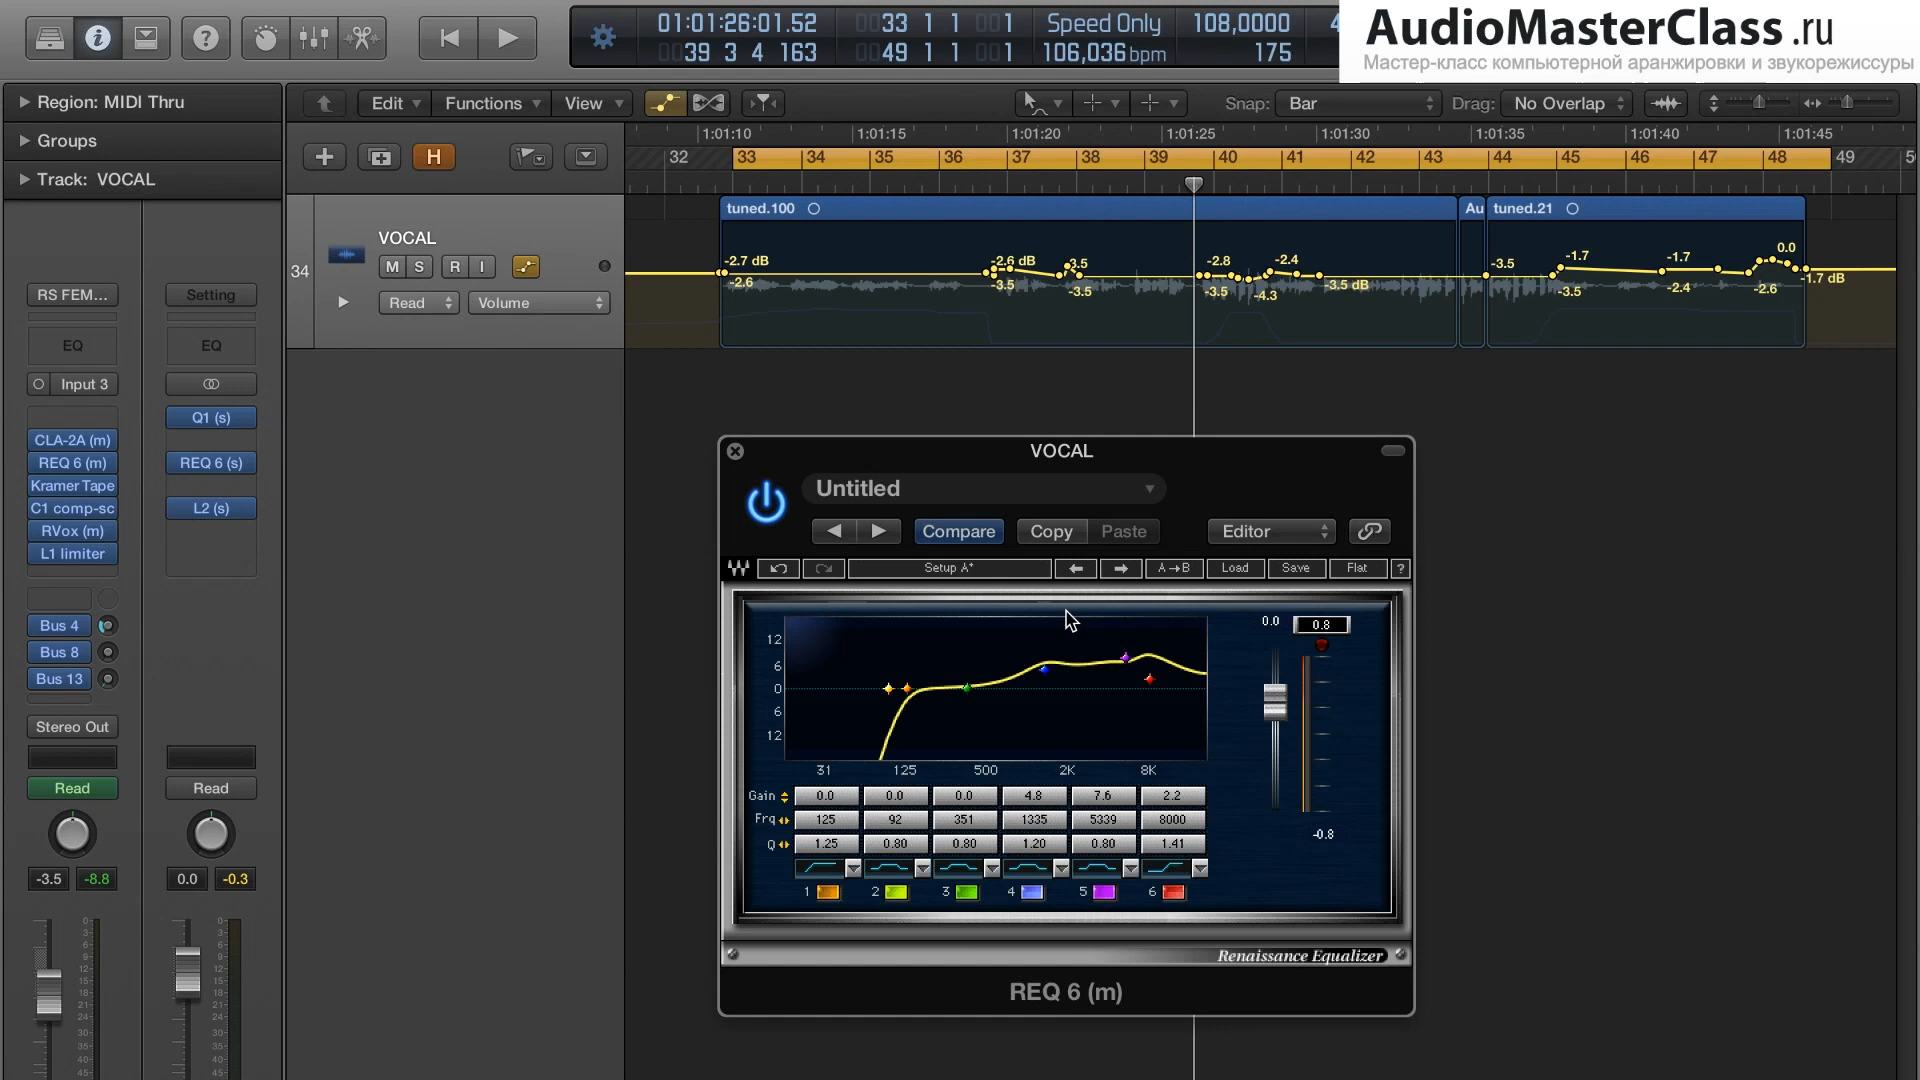 01:01:26:01.52
0033 1 1 001
Speed Only
108,0000
0039 3 4 163
0049 1 1 001
106,036 bpm
175
AudioMasterClass.ru
Мастер-класс компьютерной аранжировки и звукорежиссуры
Region: MIDI Thru
Groups
Track: VOCAL
Edit
Functions
View
Snap: Bar
Drag: No Overlap
1:01:10 1:01:15 1:01:20 1:01:25 1:01:30 1:01:35 1:01:40 1:01:45
H
32 33 34 35 36 37 38 39 40 41 42 43 44 45 46 47 48 49
34
VOCAL
M S R I
Read
Volume
tuned.100
Au
tuned.21
-2.7 dB
-2.6
-2.6 dB
-3.5
-3.5
-3.5
-2.8
-3.5
-4.3
-2.4
-3.5 dB
-3.5
-1.7
-3.5
-1.7
-2.4
0.0
-2.6
-1.7 dB
RS FEM...
Setting
EQ
EQ
Input 3
Q1 (s)
CLA-2A (m)
REQ 6 (m)
REQ 6 (s)
Kramer Tape
C1 comp-sc
L2 (s)
RVox (m)
L1 limiter
Bus 4
Bus 8
Bus 13
Stereo Out
Read
Read
-3.5 -8.8
0.0 -0.3
VOCAL
Untitled
Compare
Copy
Paste
Editor
Setup A*
A→B
Load
Save
Flat
?
12
6
0
6
12
31 125 500 2K 8K
0.0
0.8
-0.8
Gain 0.0 0.0 0.0 4.8 7.6 2.2
Frq 125 92 351 1335 5339 8000
Q 1.25 0.80 0.80 1.20 0.80 1.41
1 2 3 4 5 6
Renaissance Equalizer
REQ 6 (m)